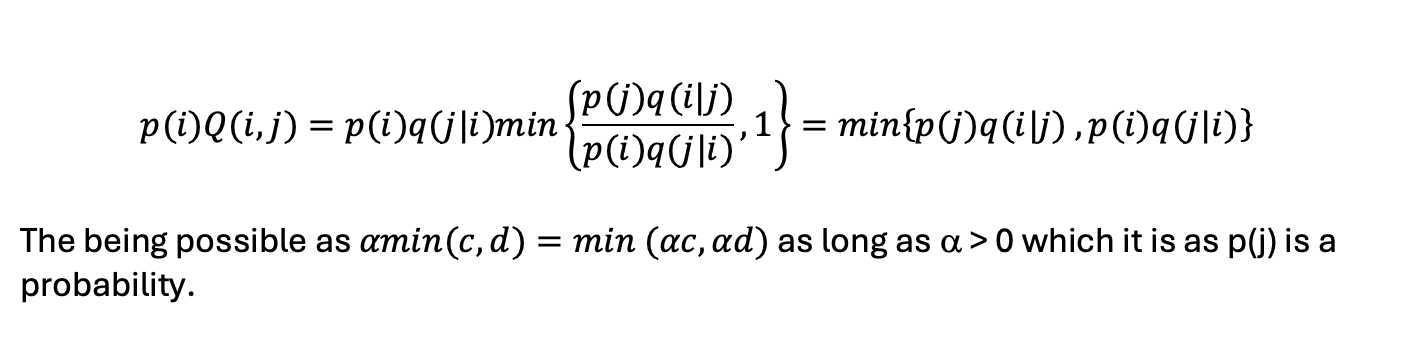 p(i)Q(i,j) = p(i)q(j|i)min{p(j)q(i|j)/p(i)q(j|i), 1} = min{p(j)q(i|j) ,p(i)q(j|i)}
The being possible as αmin(c,d) = min (αc,αd) as long as α > 0 which it is as p(j) is a
probability.